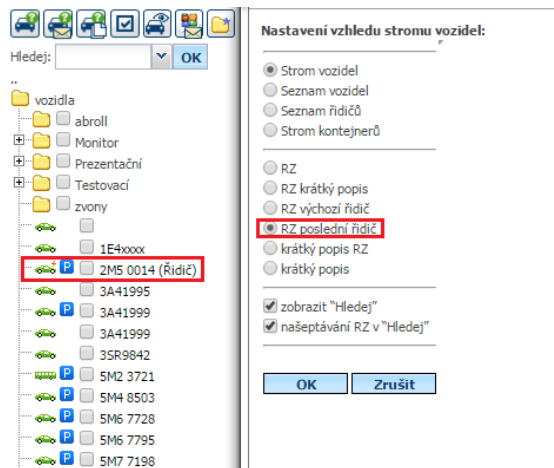 Hledej:
OK
..
vozidla
abroll
Monitor
Prezentační
Testovací
zvony
1E4xxxx
P 2M5 0014 (Řidič)
3A41995
P 3A41999
3A41999
3SR9842
P 5M2 3721
P 5M4 8503
P 5M6 7728
P 5M6 7795
P 5M7 7198
Nastavení vzhledu stromu vozidel:
Strom vozidel
Seznam vozidel
Seznam řidičů
Strom kontejnerů
RZ
RZ krátký popis
RZ výchozí řidič
RZ poslední řidič
krátký popis RZ
krátký popis
zobrazit "Hledej"
našeptávání RZ v "Hledej"
OK
Zrušit